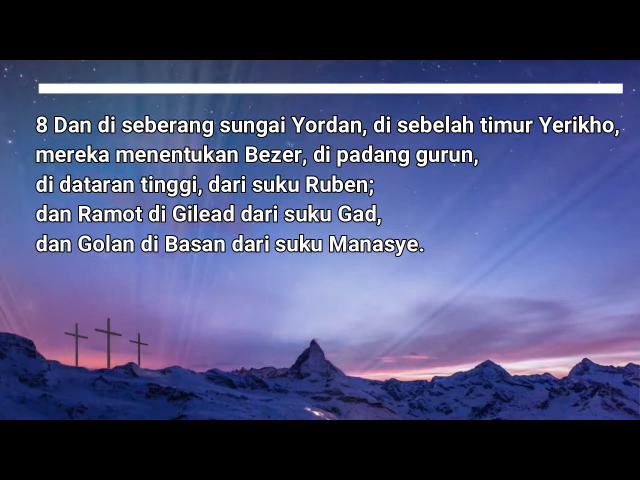 8 Dan di seberang sungai Yordan, di sebelah timur Yerikho,
mereka menentukan Bezer, di padang gurun,
di dataran tinggi, dari suku Ruben;
dan Ramot di Gilead dari suku Gad,
dan Golan di Basan dari suku Manasye.